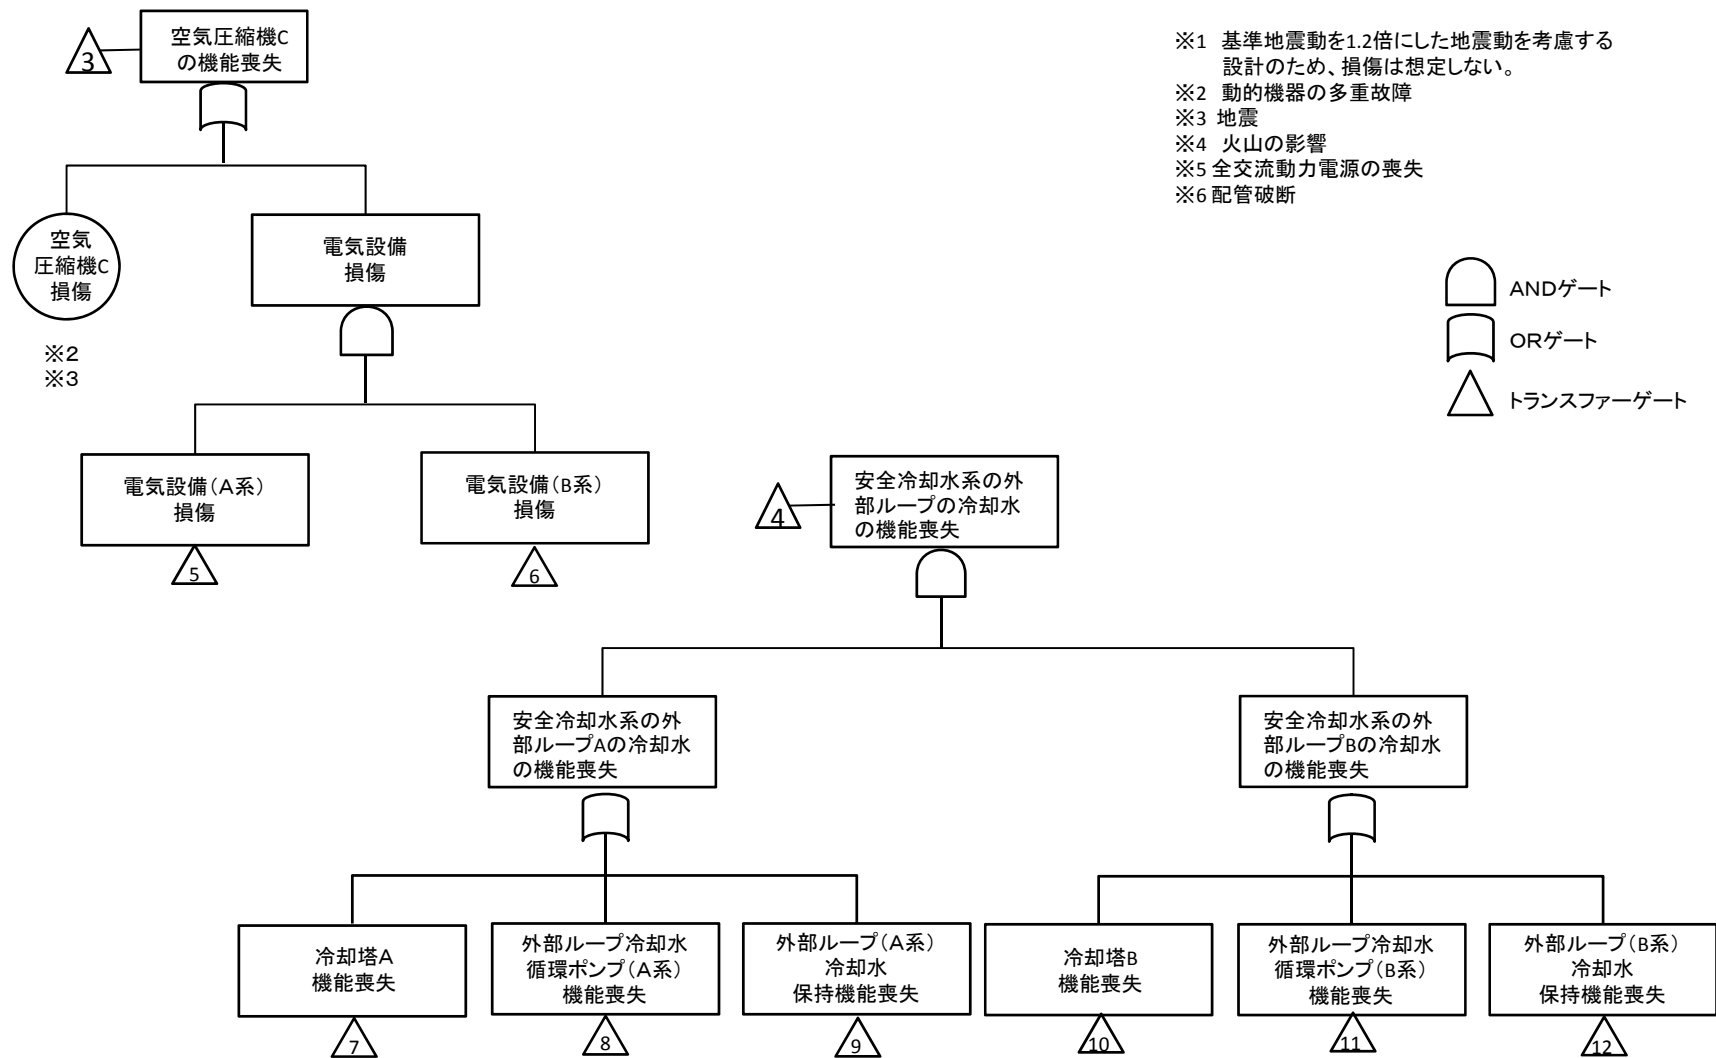 3
空気圧縮機C
の機能喪失
空気
圧縮機C
損傷
※2
※3
電気設備
損傷
電気設備(A系)
損傷
5
電気設備(B系)
損傷
6
※1 基準地震動を1.2倍にした地震動を考慮する
設計のため、損傷は想定しない。
※2 動的機器の多重故障
※3 地震
※4 火山の影響
※5 全交流動力電源の喪失
※6 配管破断
ANDゲート
ORゲート
トランスファーゲート
4
安全冷却水系の外
部ループの冷却水
の機能喪失
安全冷却水系の外
部ループAの冷却水
の機能喪失
安全冷却水系の外
部ループBの冷却水
の機能喪失
冷却塔A
機能喪失
7
外部ループ冷却水
循環ポンプ(A系)
機能喪失
8
外部ループ(A系)
冷却水
保持機能喪失
9
冷却塔B
機能喪失
10
外部ループ冷却水
循環ポンプ(B系)
機能喪失
11
外部ループ(B系)
冷却水
保持機能喪失
12